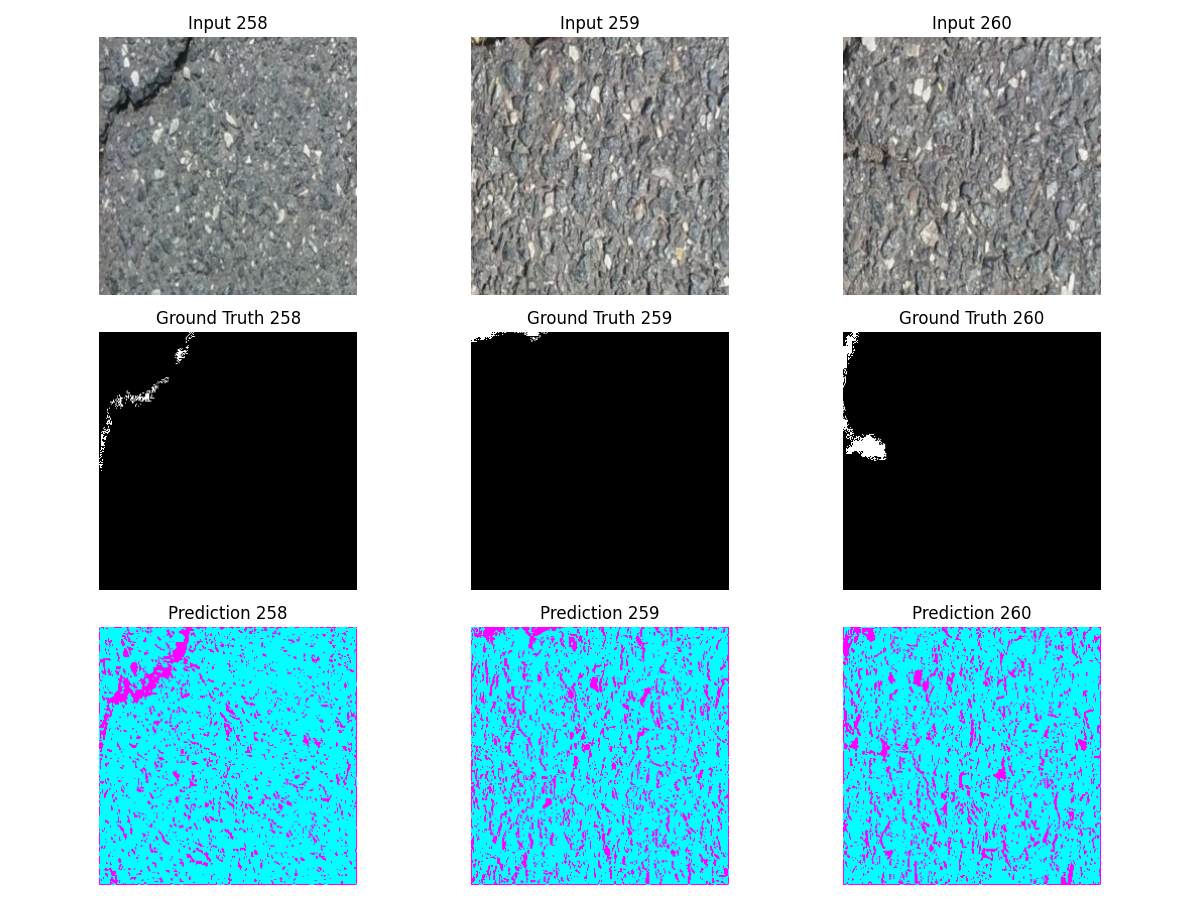 Input 258
Input 259
Input 260
Ground Truth 258
Ground Truth 259
Ground Truth 260
Prediction 258
Prediction 259
Prediction 260